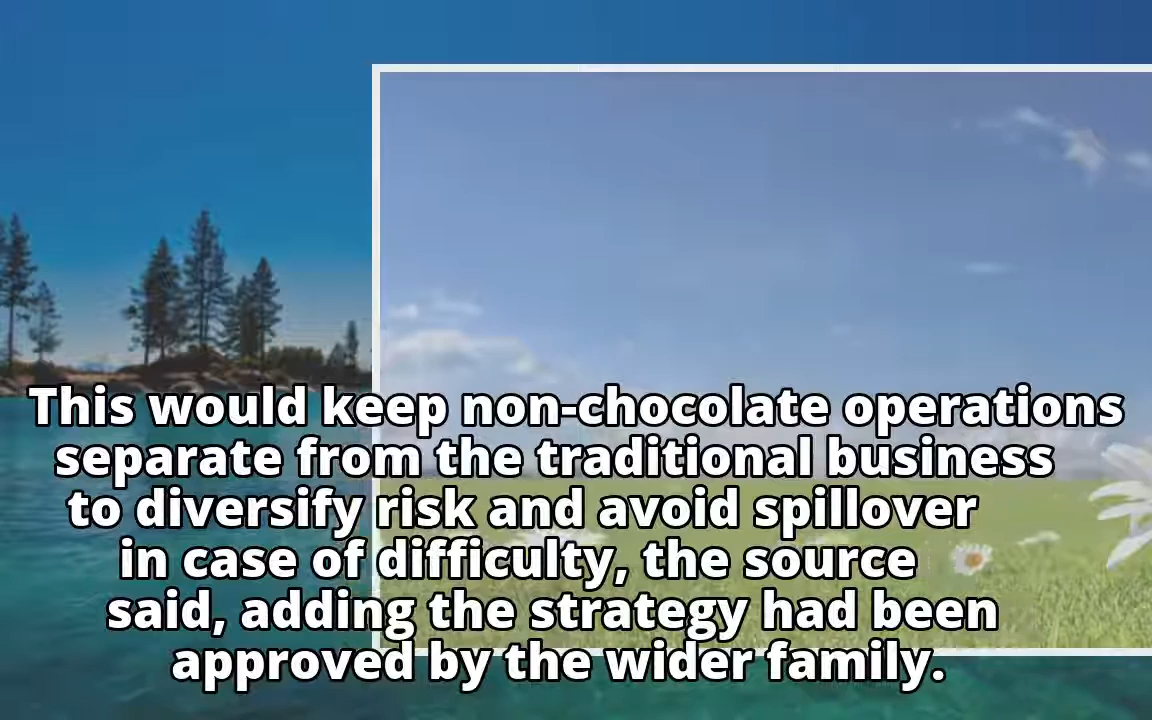 This would keep non-chocolate operations
separate from the traditional business
to diversify risk and avoid spillover
in case of difficulty, the source
said, adding the strategy had been
approved by the wider family.